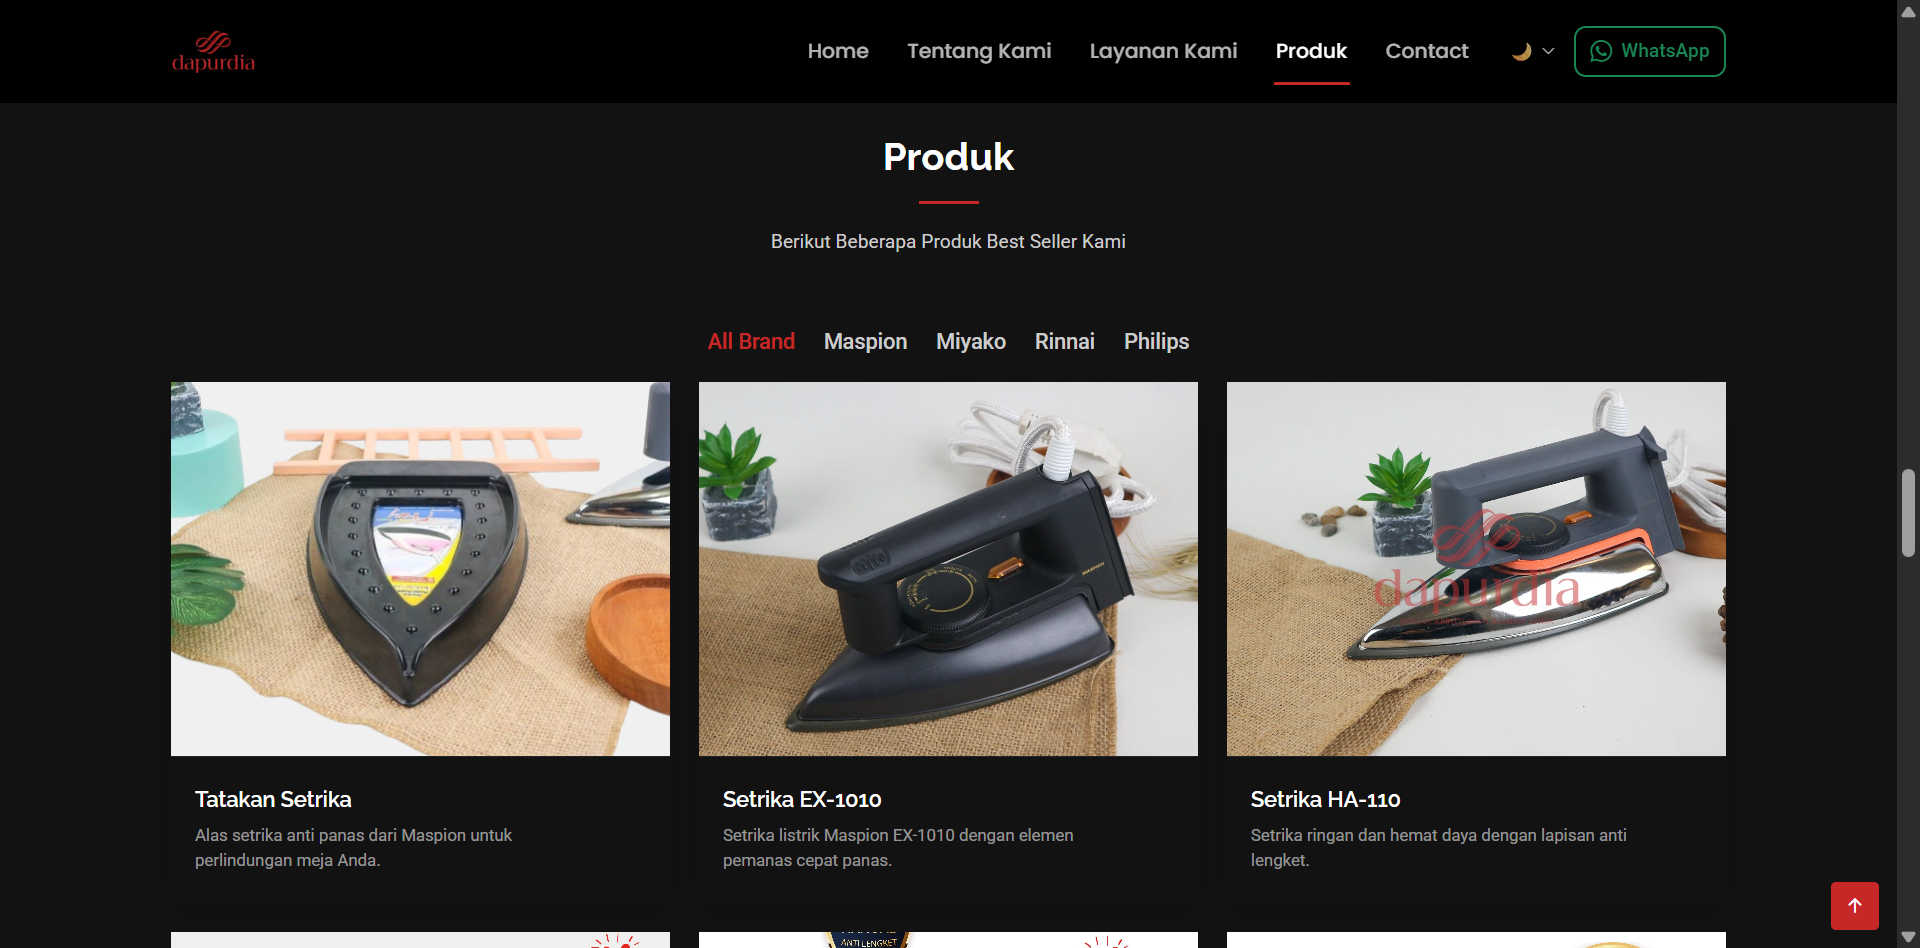 dapurdia
Home
Tentang Kami
Layanan Kami
Produk
Contact
WhatsApp
Produk
Berikut Beberapa Produk Best Seller Kami
All Brand
Maspion
Miyako
Rinnai
Philips
MASPION
dapurdia
Tatakan Setrika
Alas setrika anti panas dari Maspion untuk
perlindungan meja Anda.
Setrika EX-1010
Setrika listrik Maspion EX-1010 dengan elemen
pemanas cepat panas.
Setrika HA-110
Setrika ringan dan hemat daya dengan lapisan anti
lengket.
ANTI LENGKET